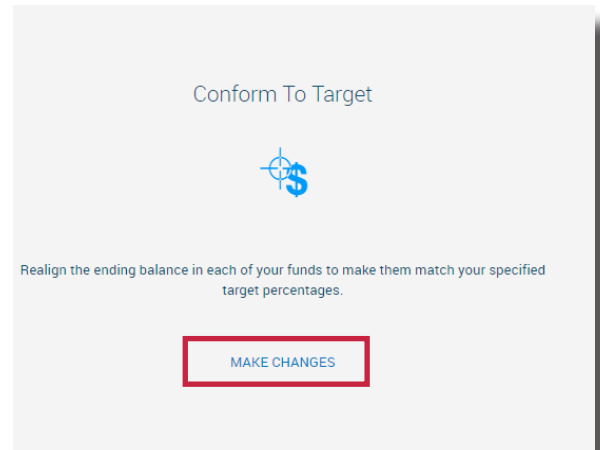 Conform To Target
$
Realign the ending balance in each of your funds to make them match your specified
target percentages.
MAKE CHANGES